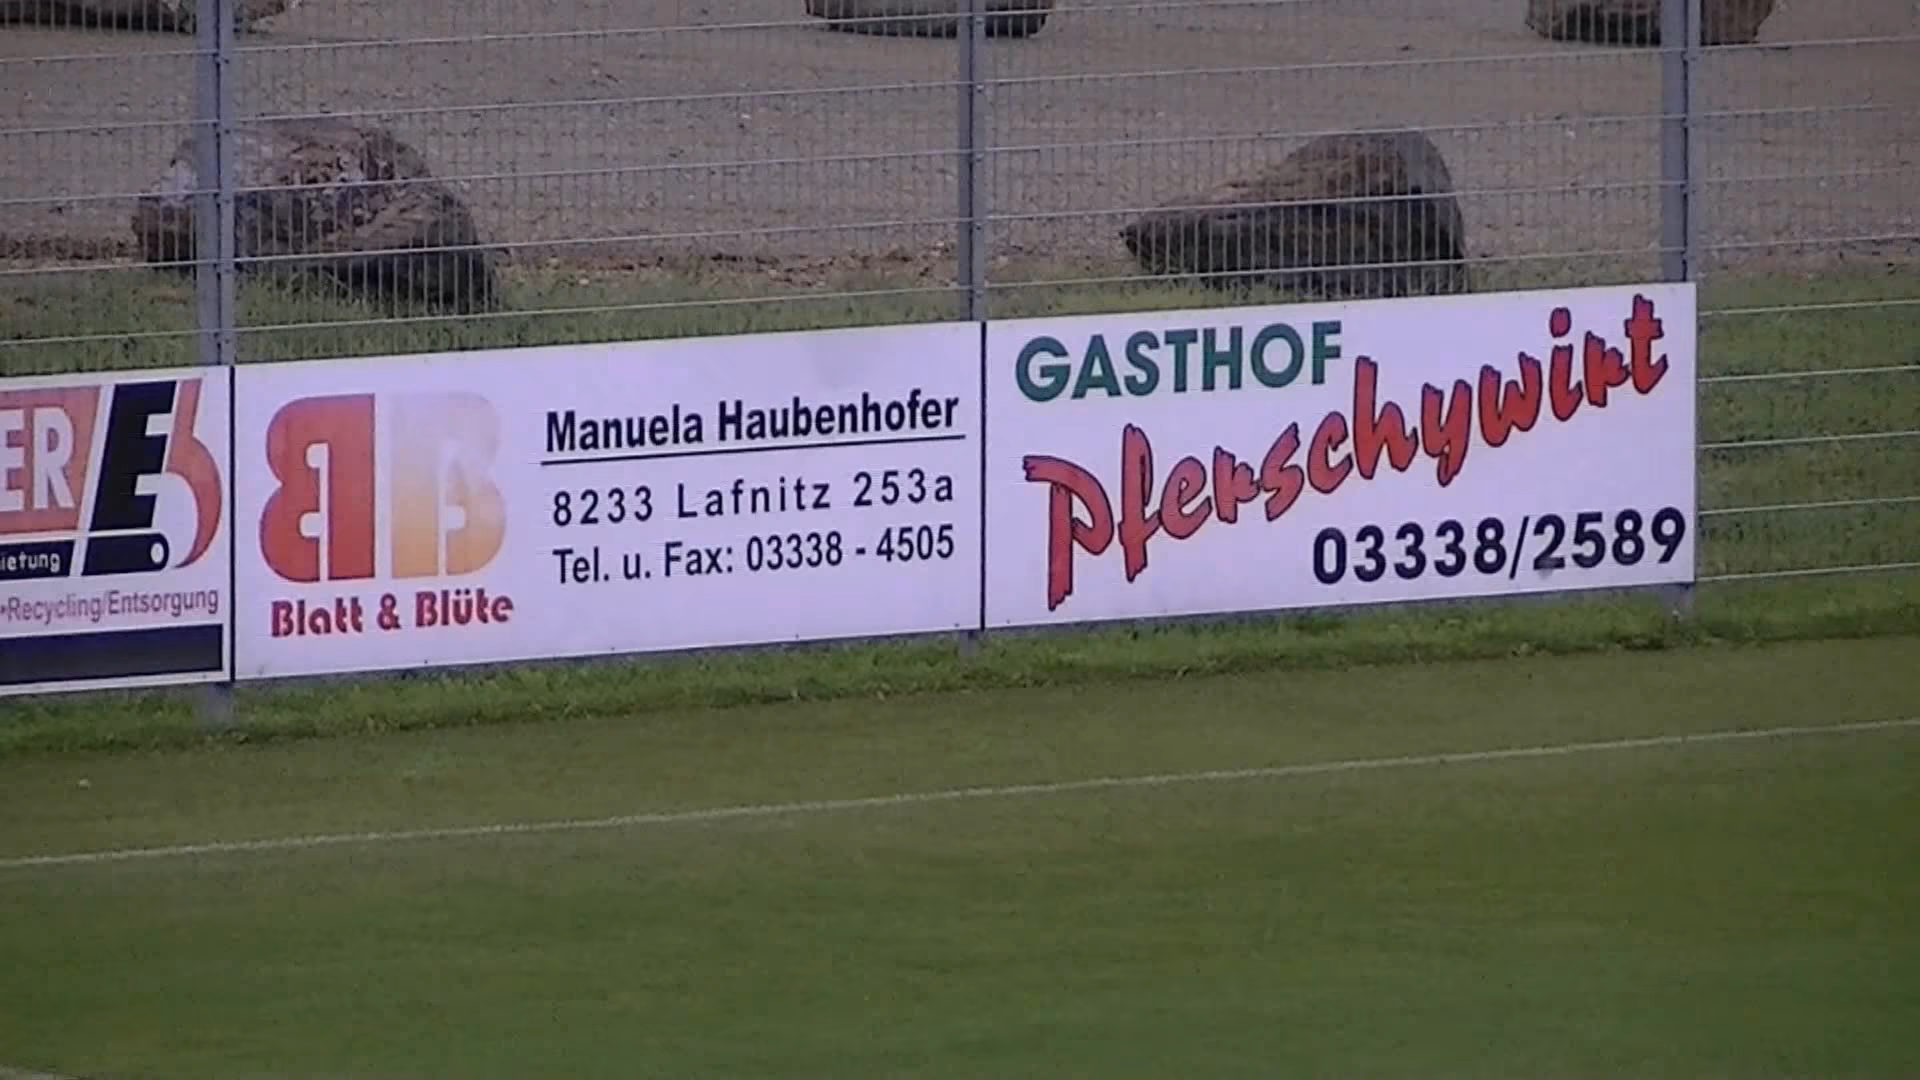 ER
ietung
Recycling/Entsorgung
BB
Blatt & Blüte
Manuela Haubenhofer
8233 Lafnitz 253a
Tel. u. Fax: 03338 - 4505
GASTHOF
Pferschywirt
03338/2589